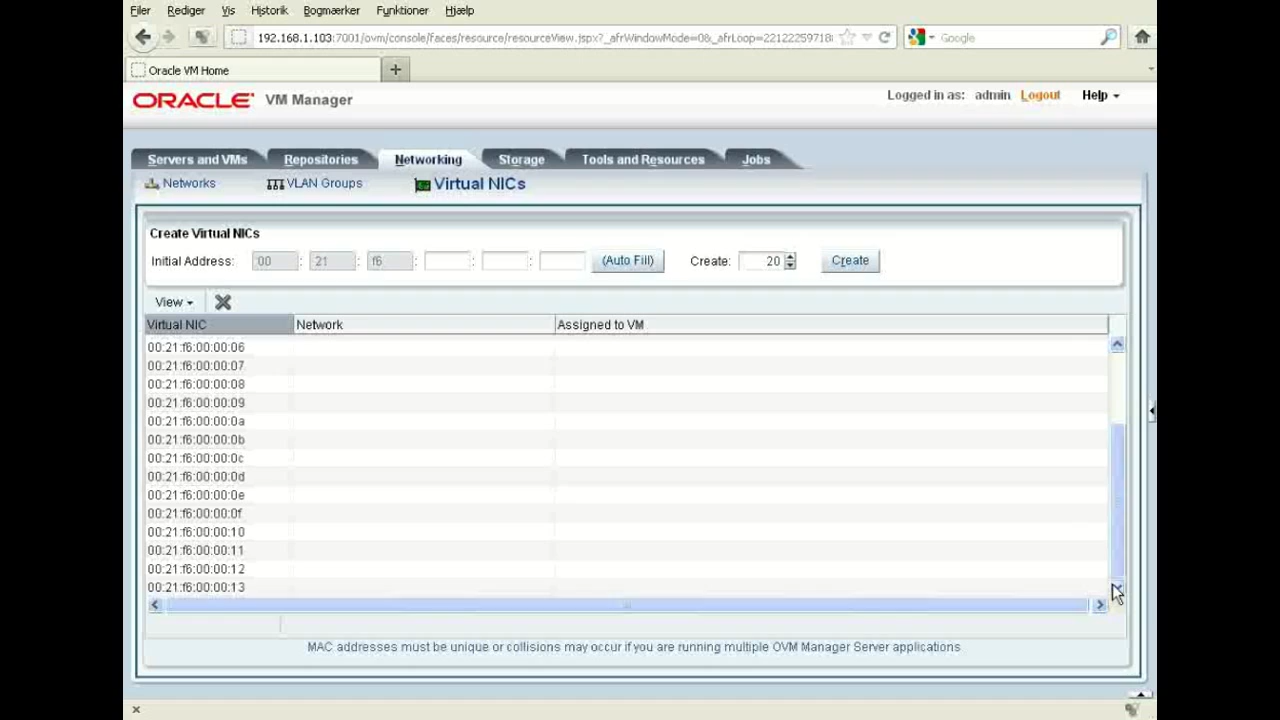 Filer Rediger Vis Historik Bogmærker Funktioner Hjælp
192.168.1.103:7001/ovm/console/faces/resource/resourceView.jspx?_afrWindowMode=0&_afrLoop=22122259718
Google
Oracle VM Home
ORACLE VM Manager
Logged in as: admin Logout Help
Servers and VMs Repositories Networking Storage Tools and Resources Jobs
Networks VLAN Groups Virtual NICs
Create Virtual NICs
Initial Address: 00 : 21 : f6 : : : (Auto Fill) Create: 20 Create
View
Virtual NIC Network Assigned to VM
00:21:f6:00:00:06
00:21:f6:00:00:07
00:21:f6:00:00:08
00:21:f6:00:00:09
00:21:f6:00:00:0a
00:21:f6:00:00:0b
00:21:f6:00:00:0c
00:21:f6:00:00:0d
00:21:f6:00:00:0e
00:21:f6:00:00:0f
00:21:f6:00:00:10
00:21:f6:00:00:11
00:21:f6:00:00:12
00:21:f6:00:00:13
MAC addresses must be unique or collisions may occur if you are running multiple OVM Manager Server applications